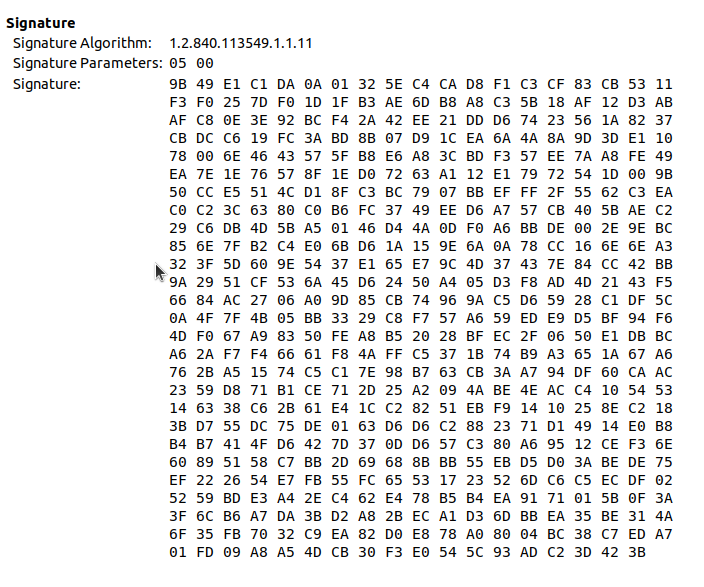 Signature
Signature Algorithm: 1.2.840.113549.1.1.11
Signature Parameters: 05 00
Signature: 9B 49 E1 C1 DA 0A 01 32 5E C4 CA D8 F1 C3 CF 83 CB 53 11
F3 F0 25 7D F0 1D 1F B3 AE 6D B8 A8 C3 5B 18 AF 12 D3 AB
AF C8 0E 3E 92 BC F4 2A 42 EE 21 DD D6 74 23 56 1A 82 37
CB DC C6 19 FC 3A BD 8B 07 D9 1C EA 6A 4A 8A 9D 3D E1 10
78 00 6E 46 43 57 5F B8 E6 A8 3C BD F3 57 EE 7A A8 FE 49
EA 7E 1E 76 57 8F 1E D0 72 63 A1 12 E1 79 72 54 1D 00 9B
50 CC E5 51 4C D1 8F C3 BC 79 07 BB EF FF 2F 55 62 C3 EA
C0 C2 3C 63 80 C0 B6 FC 37 49 EE D6 A7 57 CB 40 5B AE C2
29 C6 DB 4D 5B A5 01 46 D4 4A 0D F0 A6 BB DE 00 2E 9E BC
85 6E 7F B2 C4 E0 6B D6 1A 15 9E 6A 0A 78 CC 16 6E 6E A3
32 3F 5D 60 9E 54 37 E1 65 E7 9C 4D 37 43 7E 84 CC 42 BB
9A 29 51 CF 53 6A 45 D6 24 50 A4 05 D3 F8 AD 4D 21 43 F5
66 84 AC 27 06 A0 9D 85 CB 74 96 9A C5 D6 59 28 C1 DF 5C
0A 4F 7F 4B 05 BB 33 29 C8 F7 57 A6 59 ED E9 D5 BF 94 F6
4D F0 67 A9 83 50 FE A8 B5 20 28 BF EC 2F 06 50 E1 DB BC
A6 2A F7 F4 66 61 F8 4A FF C5 37 1B 74 B9 A3 65 1A 67 A6
76 2B A5 15 74 C5 C1 7E 98 B7 63 CB 3A A7 94 DF 60 CA AC
23 59 D8 71 B1 CE 71 2D 25 A2 09 4A BE 4E AC C4 10 54 53
14 63 38 C6 2B 61 E4 1C C2 82 51 EB F9 14 10 25 8E C2 18
3B D7 55 DC 75 DE 01 63 D6 D6 C2 88 23 71 D1 49 14 E0 B8
B4 B7 41 4F D6 42 7D 37 0D D6 57 C3 80 A6 95 12 CE F3 6E
60 89 51 58 C7 BB 2D 69 68 8B BB 55 EB D5 D0 3A BE DE 75
EF 22 26 54 E7 FB 55 FC 65 53 17 23 52 6D C6 C5 EC DF 02
52 59 BD E3 A4 2E C4 62 E4 78 B5 B4 EA 91 71 01 5B 0F 3A
3F 6C B6 A7 DA 3B D2 A8 2B EC A1 D3 6D BB EA 35 BE 31 4A
6F 35 FB 70 32 C9 EA 82 D0 E8 78 A0 80 04 BC 38 C7 ED A7
01 FD 09 A8 A5 4D CB 30 F3 E0 54 5C 93 AD C2 3D 42 3B